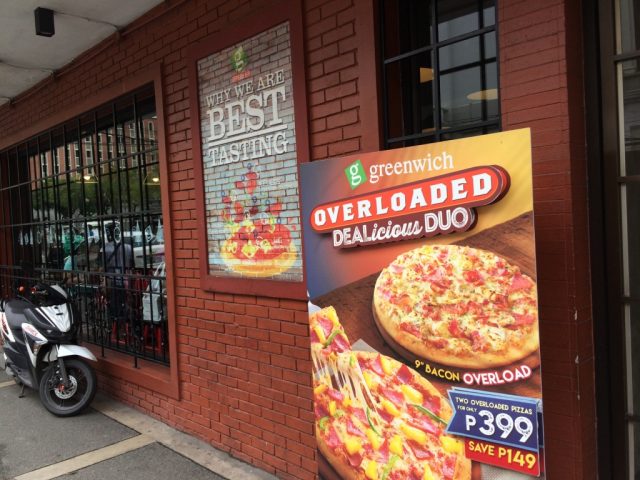 WHY WE ARE
BEST
TASTING
g greenwich
OVERLOADED
DEALicious DUO
9" BACON OVERLOAD
TWO OVERLOADED PIZZAS
FOR ONLY
P399
SAVE P149